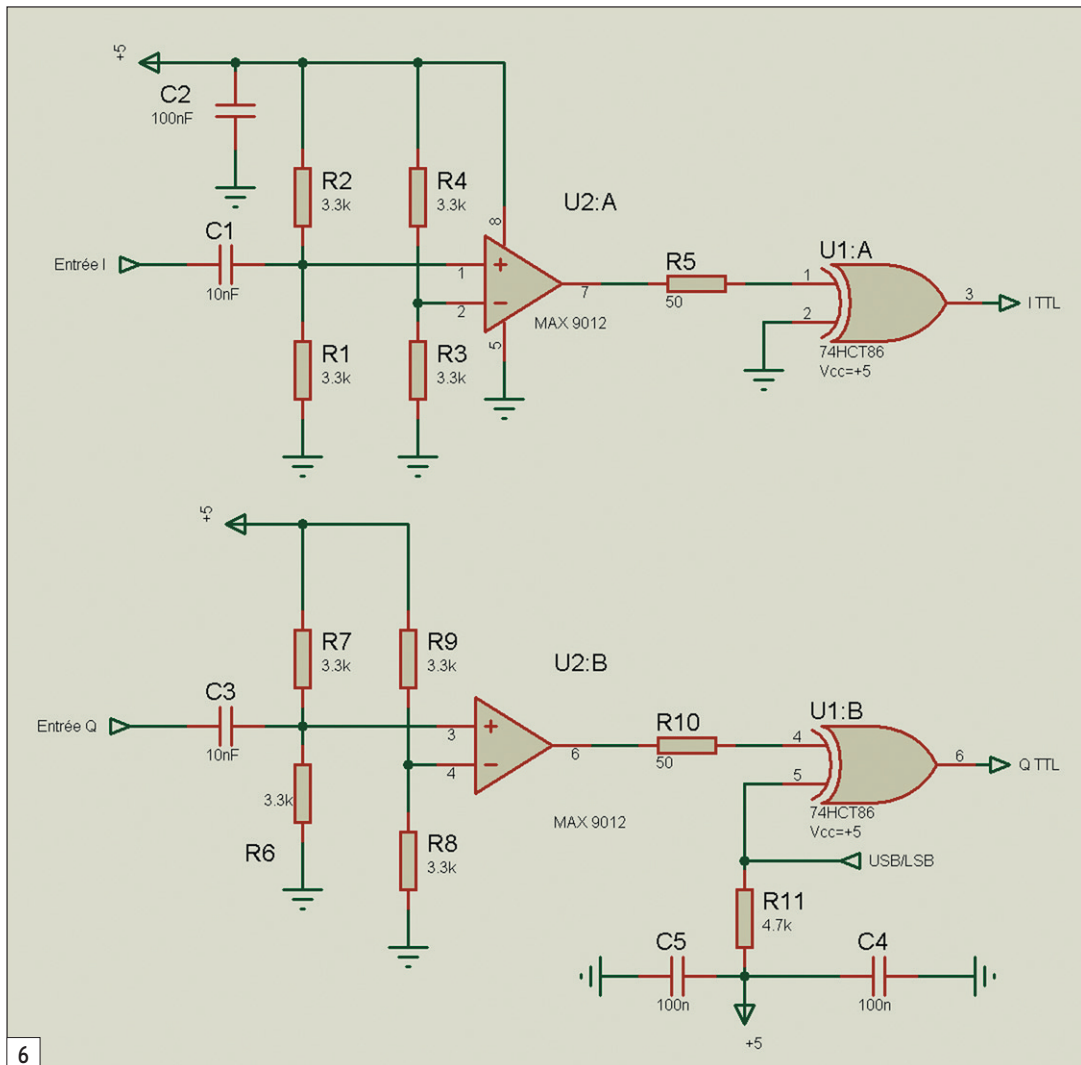 +5
C2
100nF
R2
3.3k
R4
3.3k
U2:A
8
C1
Entrée I
10nF
1
+
2
-
7
5
MAX 9012
R5
50
U1:A
1
2
3
I TTL
74HCT86
Vcc=+5
R1
3.3k
R3
3.3k
+5
R7
3.3k
R9
3.3k
U2:B
C3
Entrée Q
10nF
3
+
4
-
6
MAX 9012
R10
50
U1:B
4
5
6
Q TTL
74HCT86
Vcc=+5
3.3k
R6
R8
3.3k
USB/LSB
R11
4.7k
C5
100n
C4
100n
+5
6